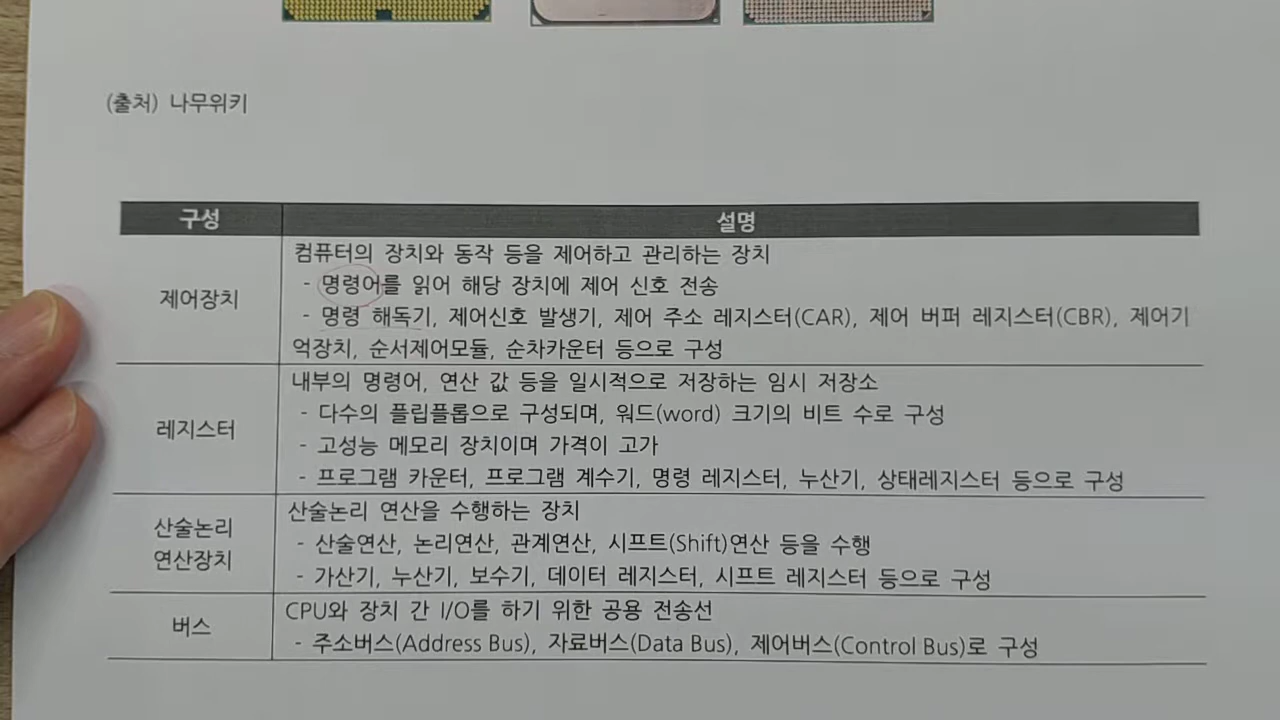 (출처) 나무위키
구성 설명
제어장치
컴퓨터의 장치와 동작 등을 제어하고 관리하는 장치
- 명령어를 읽어 해당 장치에 제어 신호 전송
- 명령 해독기, 제어신호 발생기, 제어 주소 레지스터(CAR), 제어 버퍼 레지스터(CBR), 제어기
억장치, 순서제어모듈, 순차카운터 등으로 구성
레지스터
내부의 명령어, 연산 값 등을 일시적으로 저장하는 임시 저장소
- 다수의 플립플롭으로 구성되며, 워드(word) 크기의 비트 수로 구성
- 고성능 메모리 장치이며 가격이 고가
- 프로그램 카운터, 프로그램 계수기, 명령 레지스터, 누산기, 상태레지스터 등으로 구성
산술논리
연산장치
산술논리 연산을 수행하는 장치
- 산술연산, 논리연산, 관계연산, 시프트(Shift)연산 등을 수행
- 가산기, 누산기, 보수기, 데이터 레지스터, 시프트 레지스터 등으로 구성
버스
CPU와 장치 간 I/O를 하기 위한 공용 전송선
- 주소버스(Address Bus), 자료버스(Data Bus), 제어버스(Control Bus)로 구성